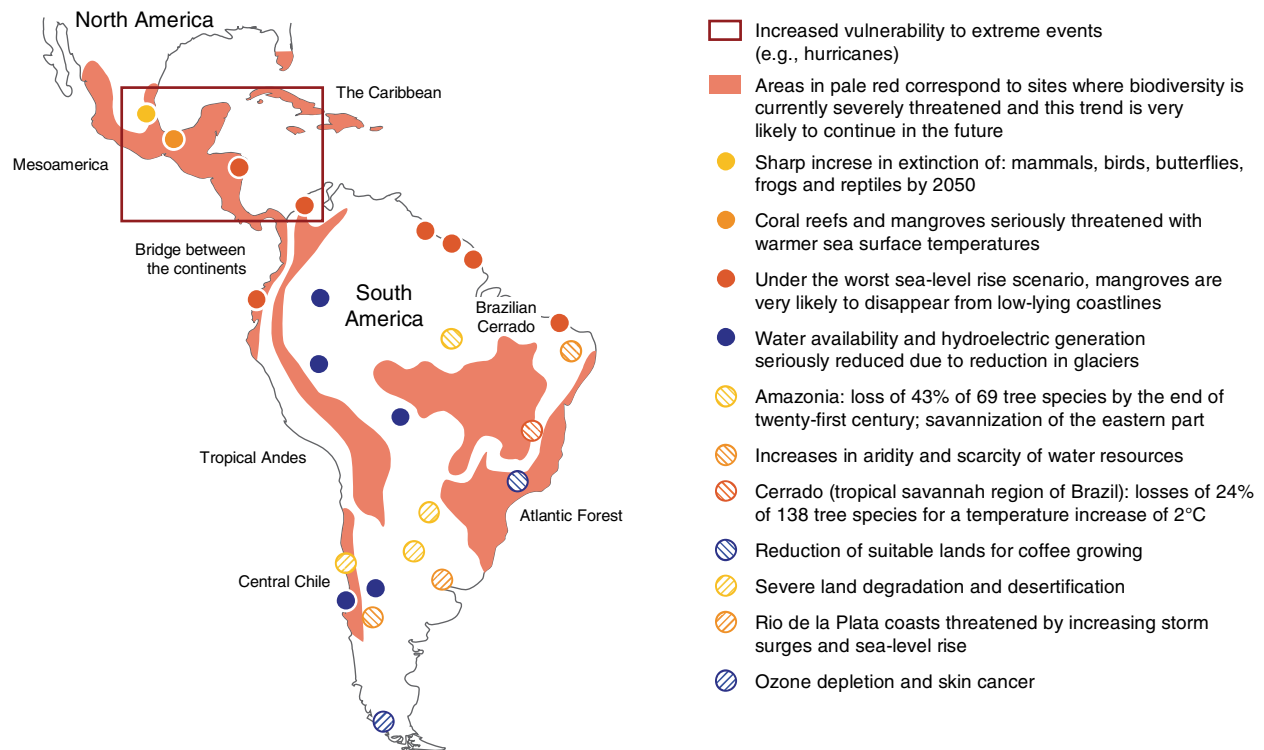 North America
The Caribbean
Mesoamerica
Bridge between
the continents
South
America
Brazilian
Cerrado
Tropical Andes
Atlantic Forest
Central Chile
Increased vulnerability to extreme events
(e.g., hurricanes)
Areas in pale red correspond to sites where biodiversity is
currently severely threatened and this trend is very
likely to continue in the future
Sharp increse in extinction of: mammals, birds, butterflies,
frogs and reptiles by 2050
Coral reefs and mangroves seriously threatened with
warmer sea surface temperatures
Under the worst sea-level rise scenario, mangroves are
very likely to disappear from low-lying coastlines
Water availability and hydroelectric generation
seriously reduced due to reduction in glaciers
Amazonia: loss of 43% of 69 tree species by the end of
twenty-first century; savannization of the eastern part
Increases in aridity and scarcity of water resources
Cerrado (tropical savannah region of Brazil): losses of 24%
of 138 tree species for a temperature increase of 2°C
Reduction of suitable lands for coffee growing
Severe land degradation and desertification
Rio de la Plata coasts threatened by increasing storm
surges and sea-level rise
Ozone depletion and skin cancer